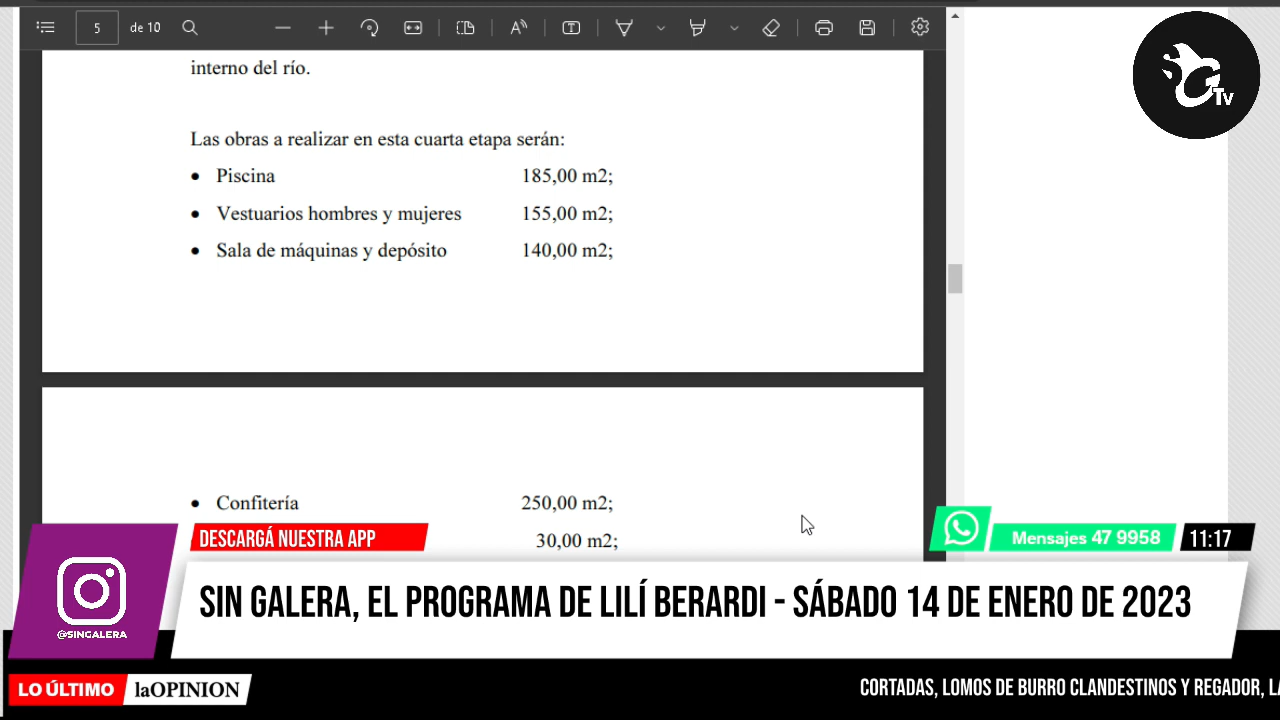 5 de 10
interno del río.
Las obras a realizar en esta cuarta etapa serán:
• Piscina 185,00 m2;
• Vestuarios hombres y mujeres 155,00 m2;
• Sala de máquinas y depósito 140,00 m2;
• Confitería 250,00 m2;
30,00 m2;
SG Tv
DESCARGÁ NUESTRA APP
Mensajes 47 9958 11:17
@SINGALERA
SIN GALERA, EL PROGRAMA DE LILÍ BERARDI - SÁBADO 14 DE ENERO DE 2023
LO ÚLTIMO laOPINION
CORTADAS, LOMOS DE BURRO CLANDESTINOS Y REGADOR, LA